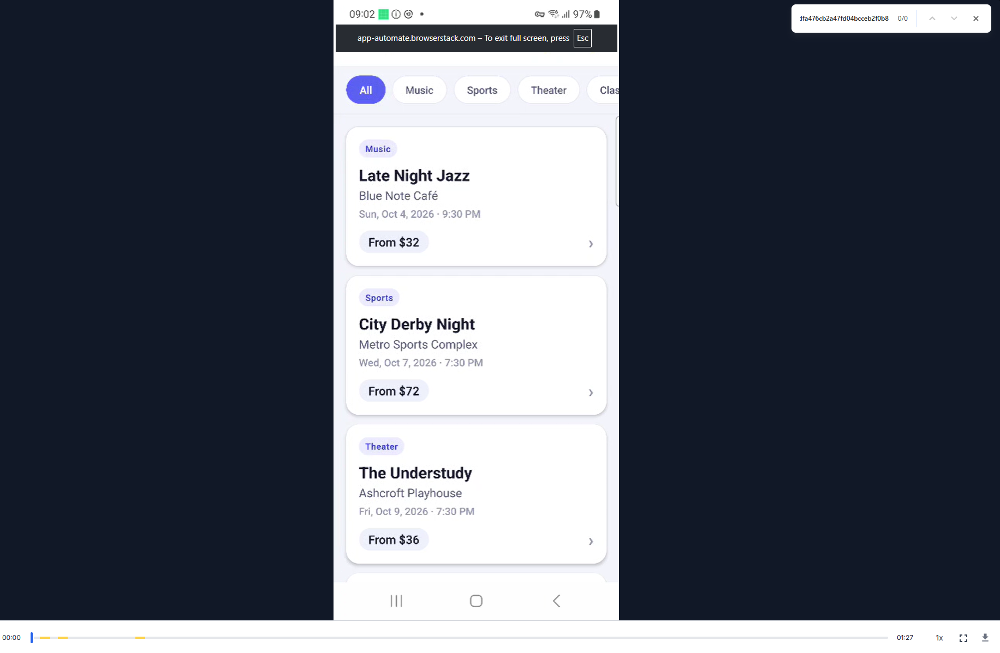 09:02
97%
dfa476cb2a47fd04bcceb2f0b8 0/0
app-automate.browserstack.com – To exit full screen, press Esc
All Music Sports Theater Clas
Music
Late Night Jazz
Blue Note Café
Sun, Oct 4, 2026 · 9:30 PM
From $32
Sports
City Derby Night
Metro Sports Complex
Wed, Oct 7, 2026 · 7:30 PM
From $72
Theater
The Understudy
Ashcroft Playhouse
Fri, Oct 9, 2026 · 7:30 PM
From $36
00:00 01:27 1x